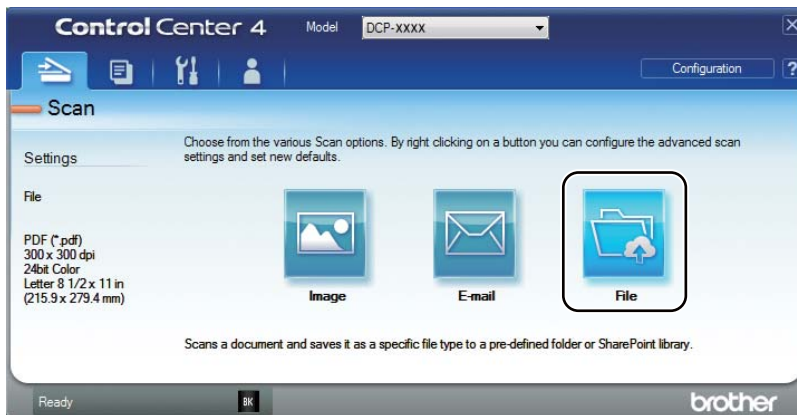 Control Center 4
Model
DCP-XXXX
X
Configuration
?
Scan
Settings
Choose from the various Scan options. By right clicking on a button you can configure the advanced scan
settings and set new defaults.
File
PDF (*.pdf)
300 x 300 dpi
24bit Color
Letter 8 1/2 x 11 in
(215.9 x 279.4 mm)
Image
E-mail
File
Scans a document and saves it as a specific file type to a pre-defined folder or SharePoint library.
Ready
BK
brother